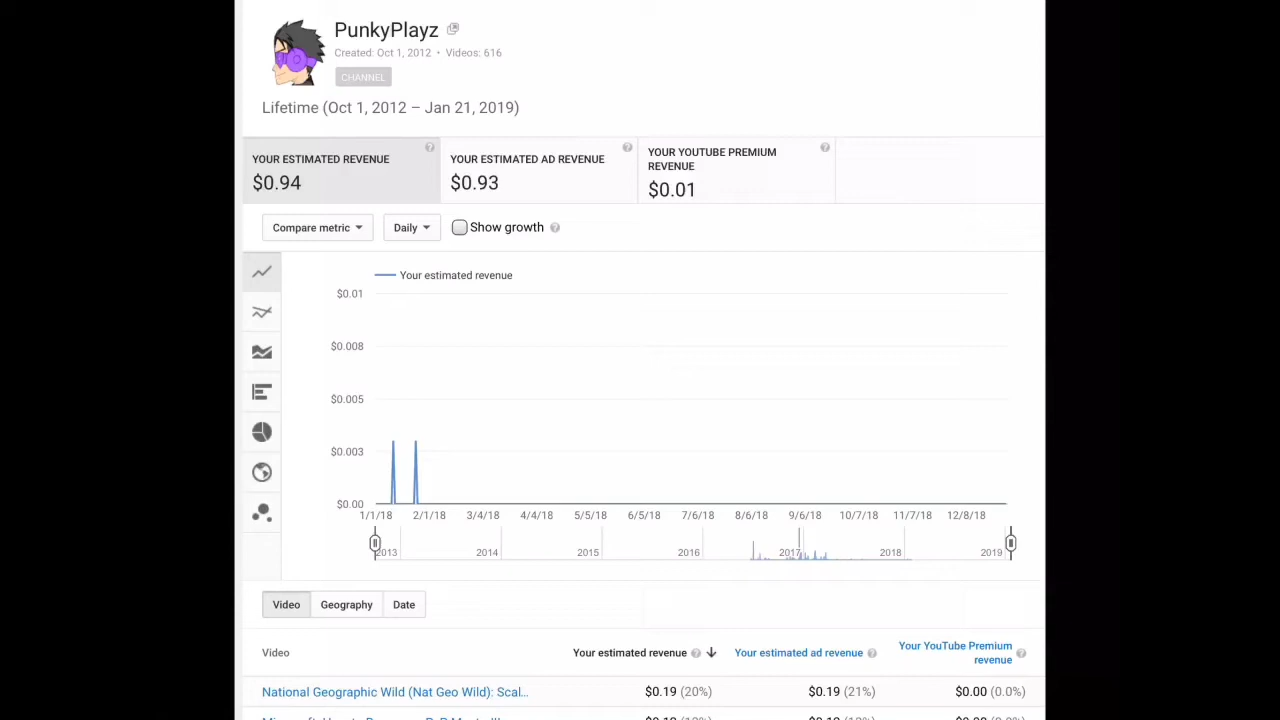 PunkyPlayz
Created: Oct 1, 2012 • Videos: 616
CHANNEL
Lifetime (Oct 1, 2012 – Jan 21, 2019)
YOUR ESTIMATED REVENUE ?
$0.94
YOUR ESTIMATED AD REVENUE ?
$0.93
YOUR YOUTUBE PREMIUM
REVENUE ?
$0.01
Compare metric Daily Show growth ?
Your estimated revenue
$0.01
$0.008
$0.005
$0.003
$0.00
1/1/18 2/1/18 3/4/18 4/4/18 5/5/18 6/5/18 7/6/18 8/6/18 9/6/18 10/7/18 11/7/18 12/8/18
2013 2014 2015 2016 2017 2018 2019
Video Geography Date
Video Your estimated revenue ? Your estimated ad revenue ? Your YouTube Premium
revenue ?
National Geographic Wild (Nat Geo Wild): Scal... $0.19 (20%) $0.19 (21%) $0.00 (0.0%)